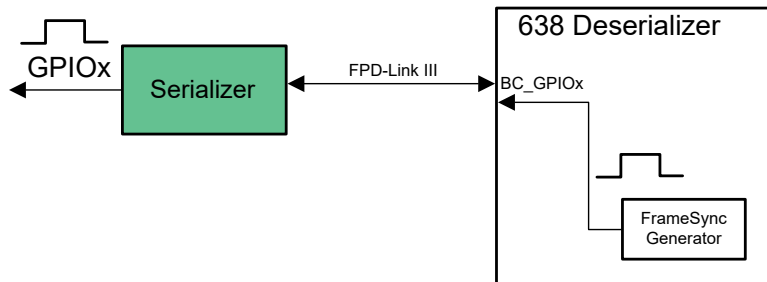 638 Deserializer
GPIOx
Serializer
FPD-Link III
BC_GPIOx
FrameSync
Generator